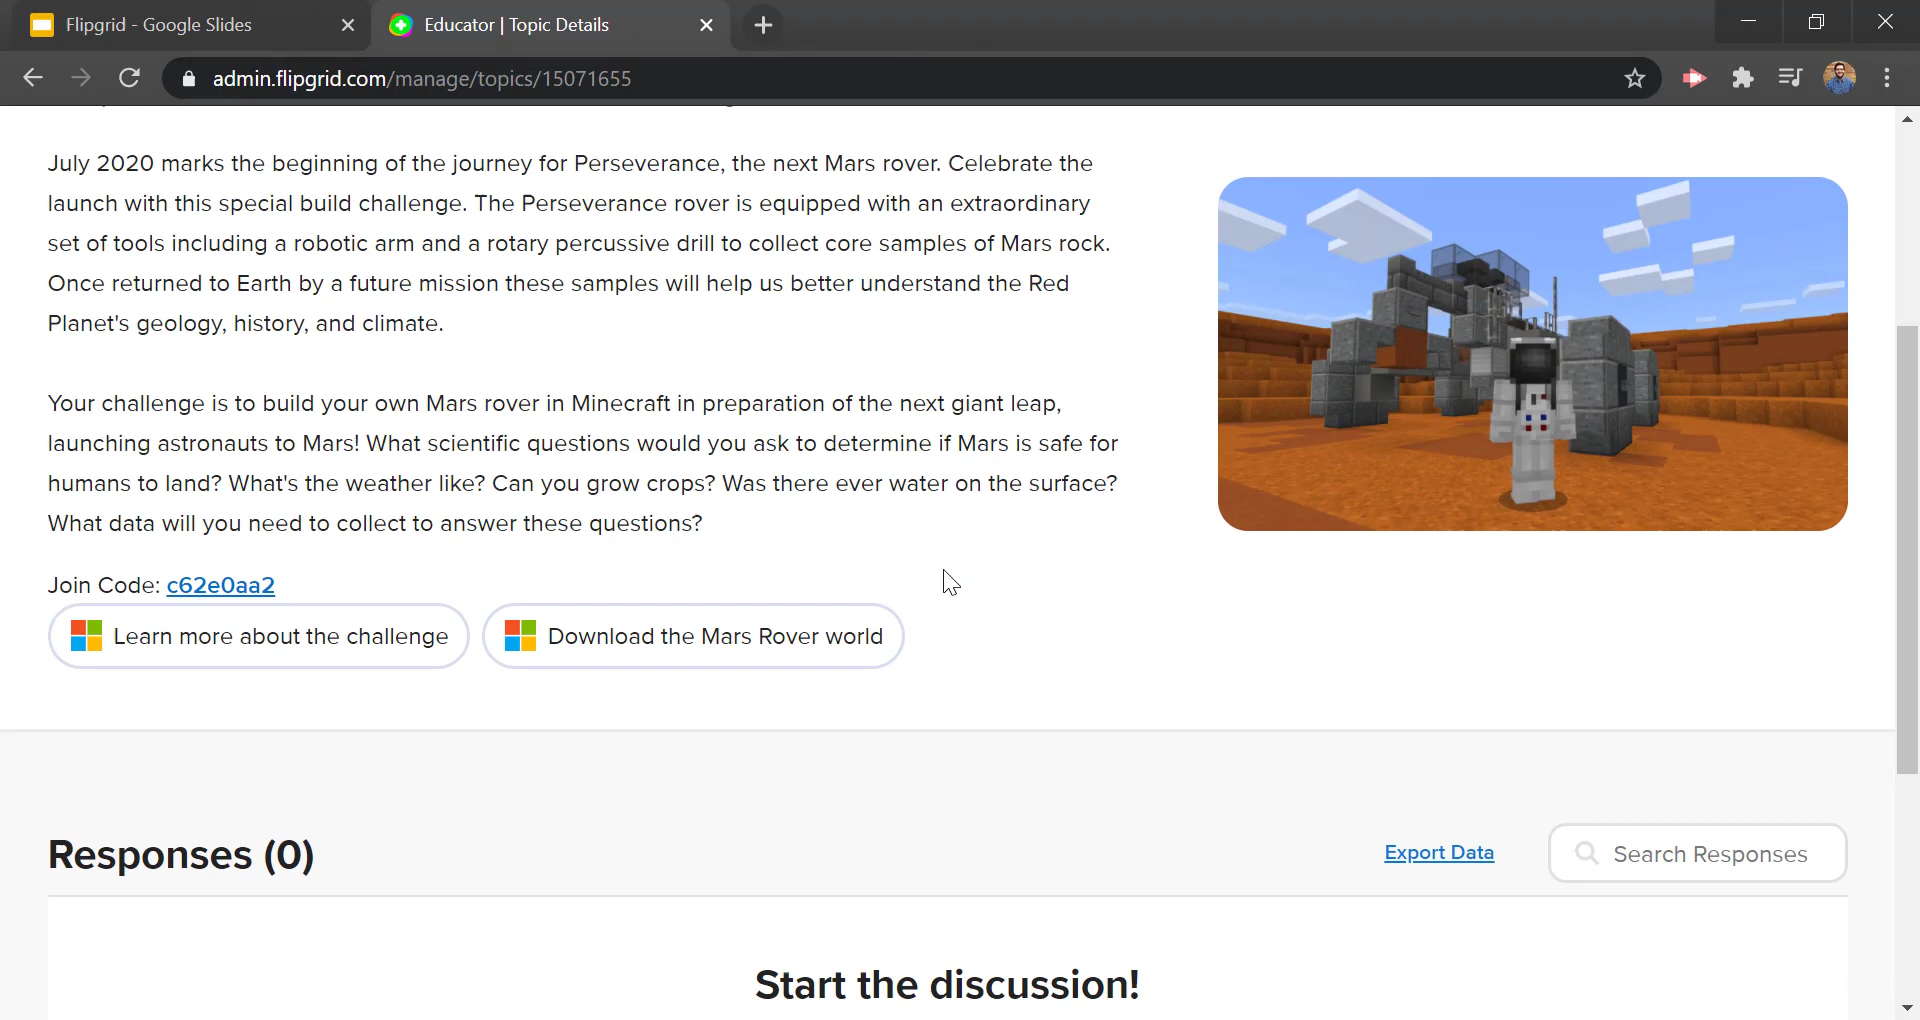 Flipgrid - Google Slides
Educator | Topic Details
admin.flipgrid.com/manage/topics/15071655
July 2020 marks the beginning of the journey for Perseverance, the next Mars rover. Celebrate the
launch with this special build challenge. The Perseverance rover is equipped with an extraordinary
set of tools including a robotic arm and a rotary percussive drill to collect core samples of Mars rock.
Once returned to Earth by a future mission these samples will help us better understand the Red
Planet's geology, history, and climate.
Your challenge is to build your own Mars rover in Minecraft in preparation of the next giant leap,
launching astronauts to Mars! What scientific questions would you ask to determine if Mars is safe for
humans to land? What's the weather like? Can you grow crops? Was there ever water on the surface?
What data will you need to collect to answer these questions?
Join Code: c62e0aa2
Learn more about the challenge
Download the Mars Rover world
Responses (0)
Export Data
Search Responses
Start the discussion!